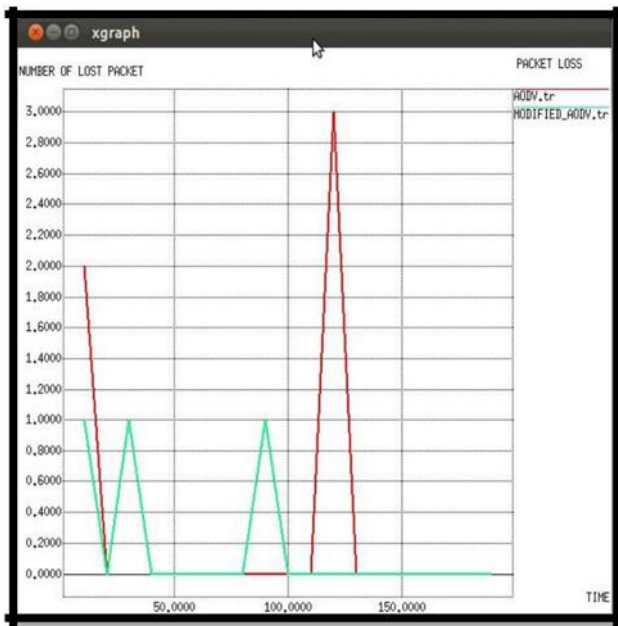 xgraph
NUMBER OF LOST PACKET
PACKET LOSS
AODV.tr
MODIFIED_AODV.tr
3.0000
2.8000
2.6000
2.4000
2.2000
2.0000
1.8000
1.6000
1.4000
1.2000
1.0000
0.8000
0.6000
0.4000
0.2000
0.0000
50.0000 100.0000 150.0000
TIME